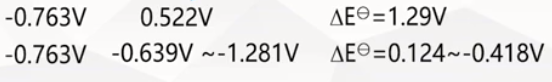 -0.763V 0.522V ΔE⊖=1.29V
-0.763V -0.639V ~-1.281V ΔE⊖=0.124~-0.418V